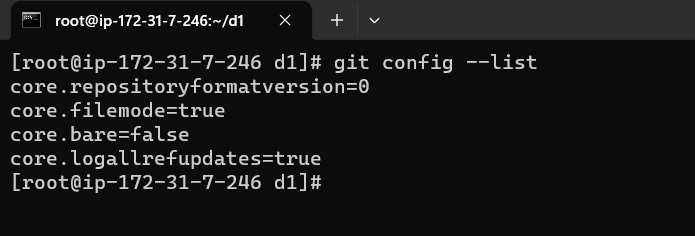 root@ip-172-31-7-246:~/d1
[root@ip-172-31-7-246 d1]# git config --list
core.repositoryformatversion=0
core.filemode=true
core.bare=false
core.logallrefupdates=true
[root@ip-172-31-7-246 d1]#